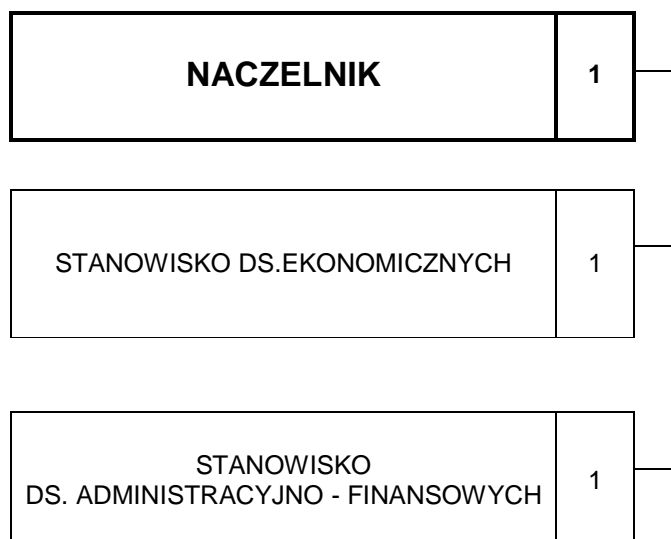 NACZELNIK 1
STANOWISKO DS.EKONOMICZNYCH 1
STANOWISKO
DS. ADMINISTRACYJNO - FINANSOWYCH 1